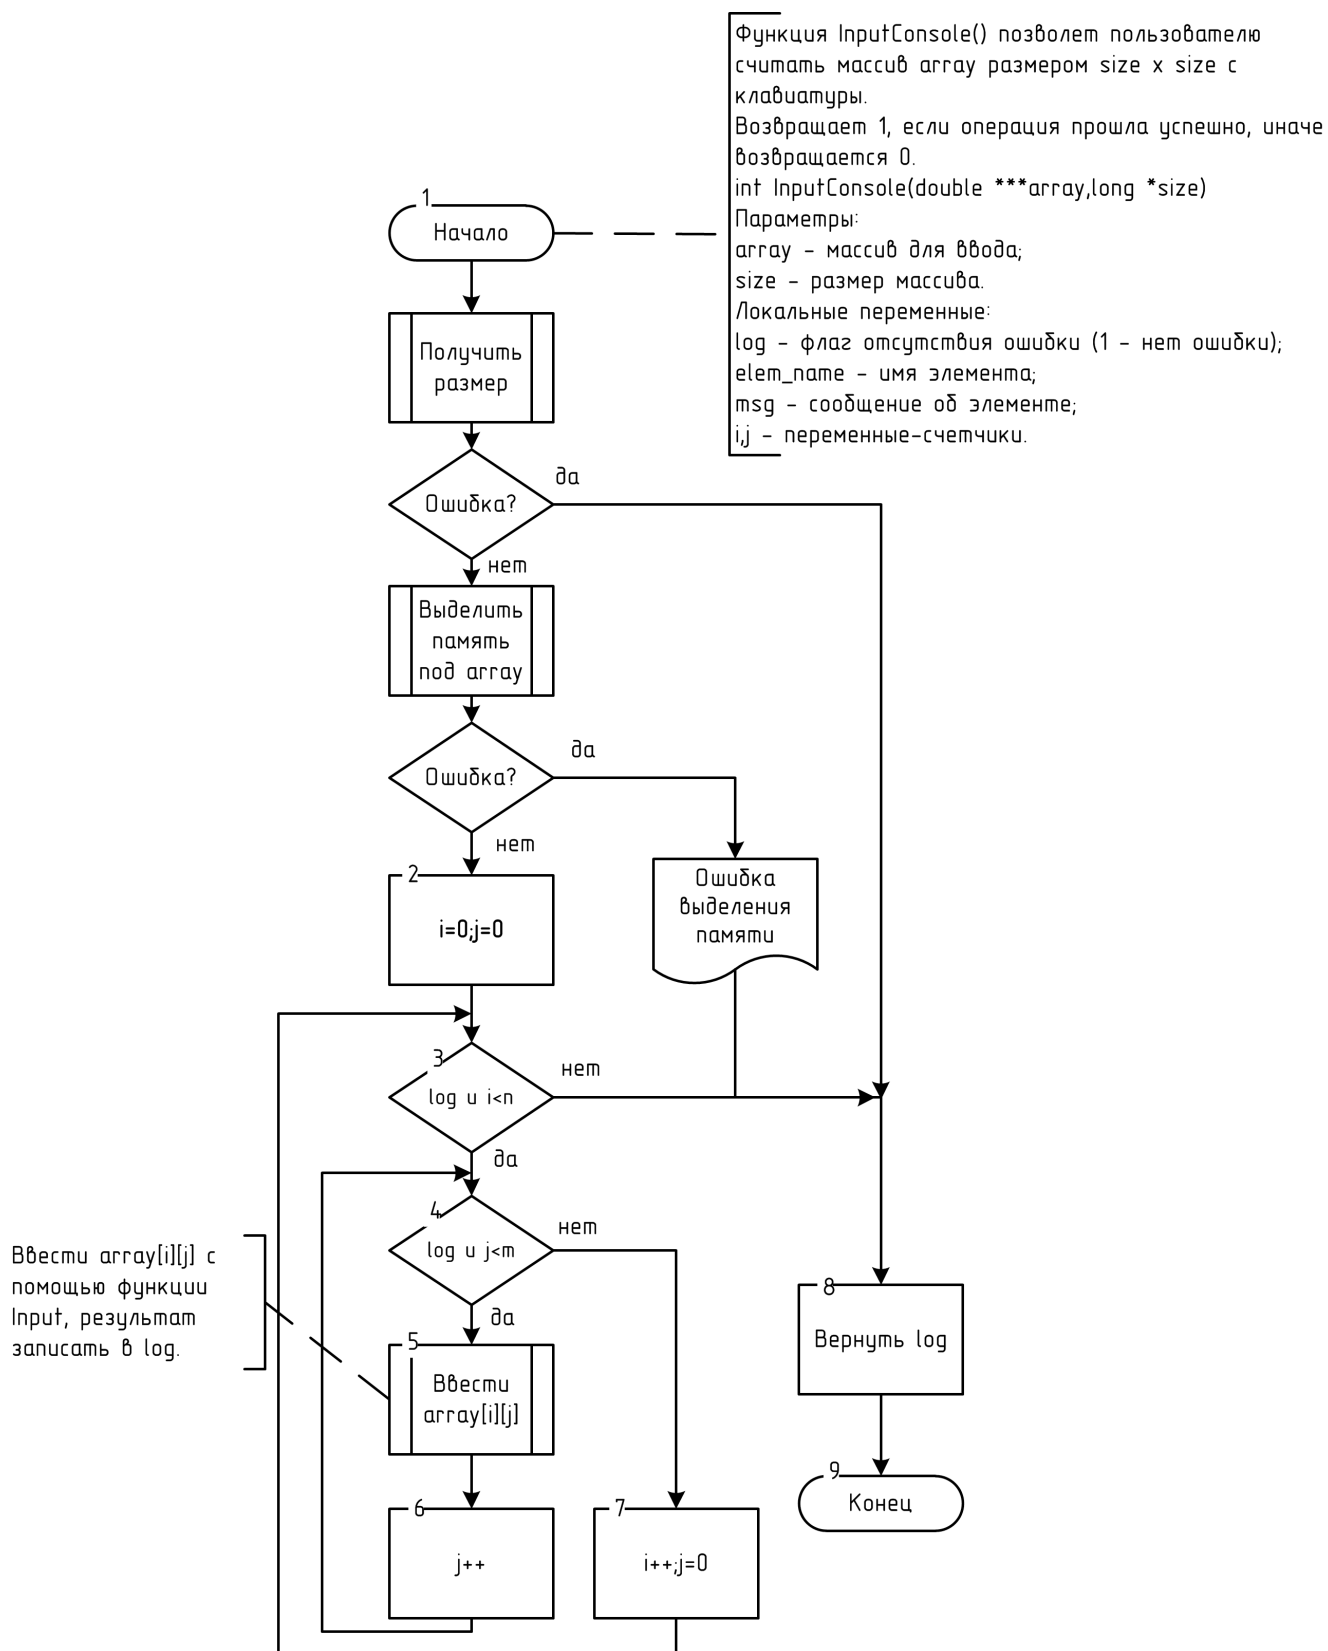 Функция InputConsole() позволет пользователю
считать массив array размером size x size с
клавиатуры.
Возвращает 1, если операция прошла успешно, иначе
возвращается 0.
int InputConsole(double ***array,long *size)
Параметры:
array – массив для ввода;
size – размер массива.
Локальные переменные:
log – флаг отсутствия ошибки (1 – нет ошибки);
elem_name – имя элемента;
msg – сообщение об элементе;
i,j – переменные-счетчики.
1
Начало
Получить
размер
Ошибка?
да
нет
Выделить
память
под array
Ошибка?
да
нет
Ошибка
выделения
памяти
2
i=0;j=0
3
log и i<n
нет
да
4
log и j<m
нет
да
Ввести array[i][j] с
помощью функции
Input, результат
записать в log.
5
Ввести
array[i][j]
6
j++
7
i++;j=0
8
Вернуть log
9
Конец